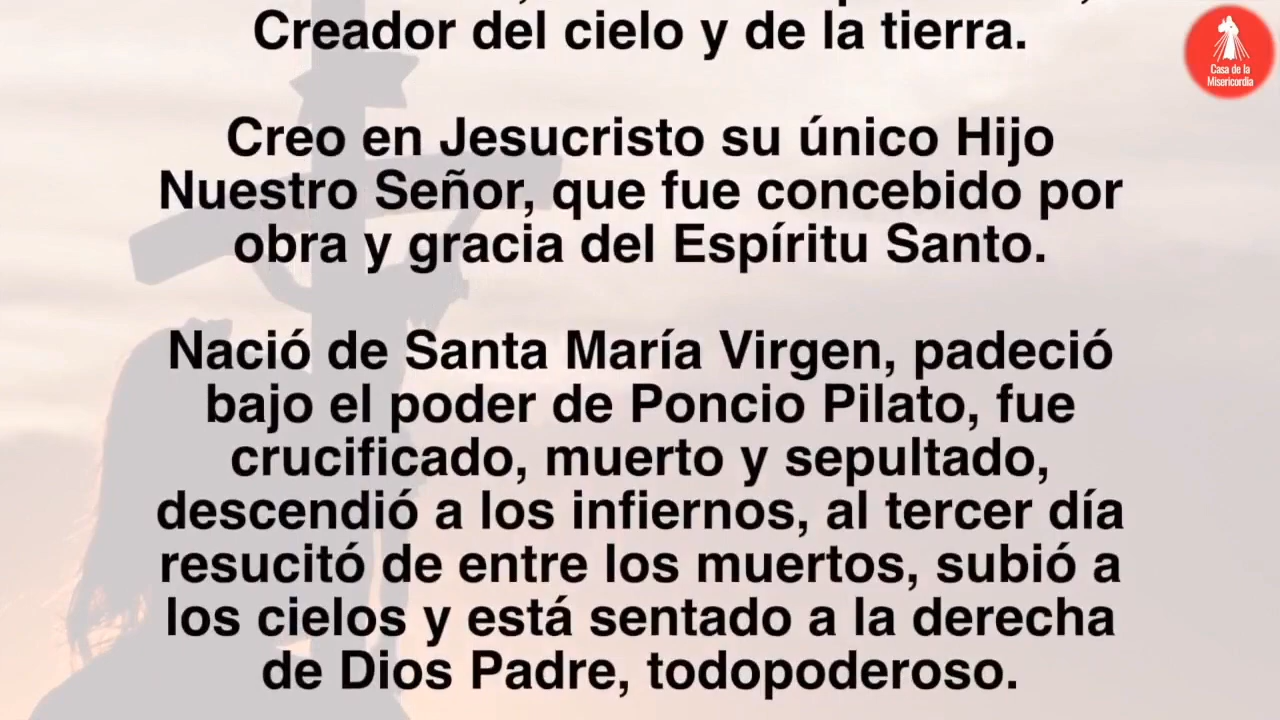 Creador del cielo y de la tierra.
Creo en Jesucristo su único Hijo
Nuestro Señor, que fue concebido por
obra y gracia del Espíritu Santo.
Nació de Santa María Virgen, padeció
bajo el poder de Poncio Pilato, fue
crucificado, muerto y sepultado,
descendió a los infiernos, al tercer día
resucitó de entre los muertos, subió a
los cielos y está sentado a la derecha
de Dios Padre, todopoderoso.
Casa de la
Misericordia